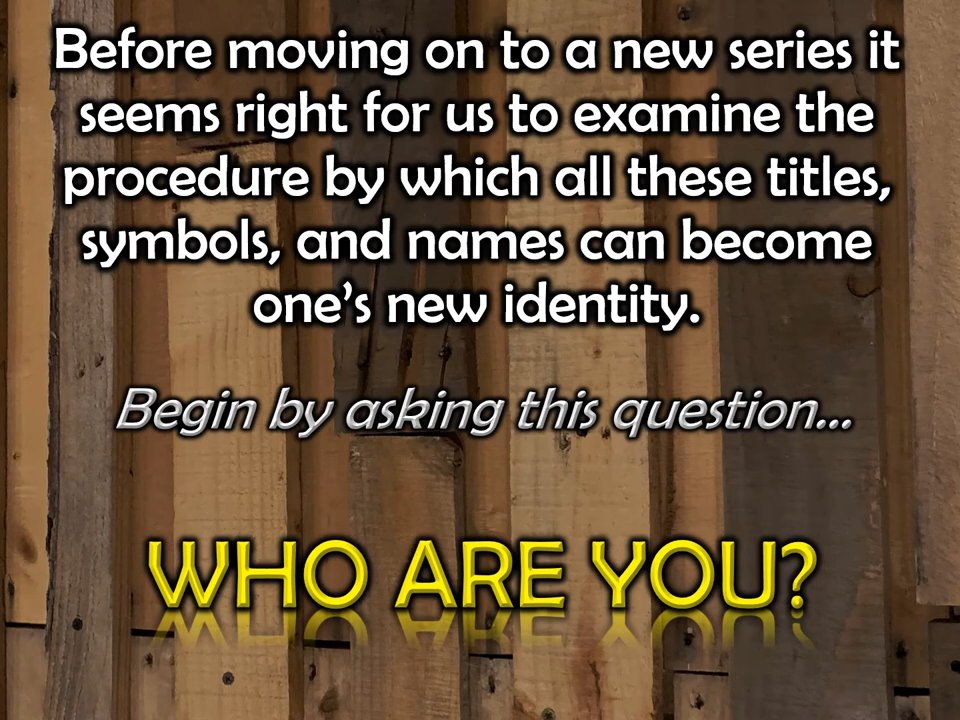 Before moving on to a new series it
seems right for us to examine the
procedure by which all these titles,
symbols, and names can become
one’s new identity.
Begin by asking this question...
WHO ARE YOU?